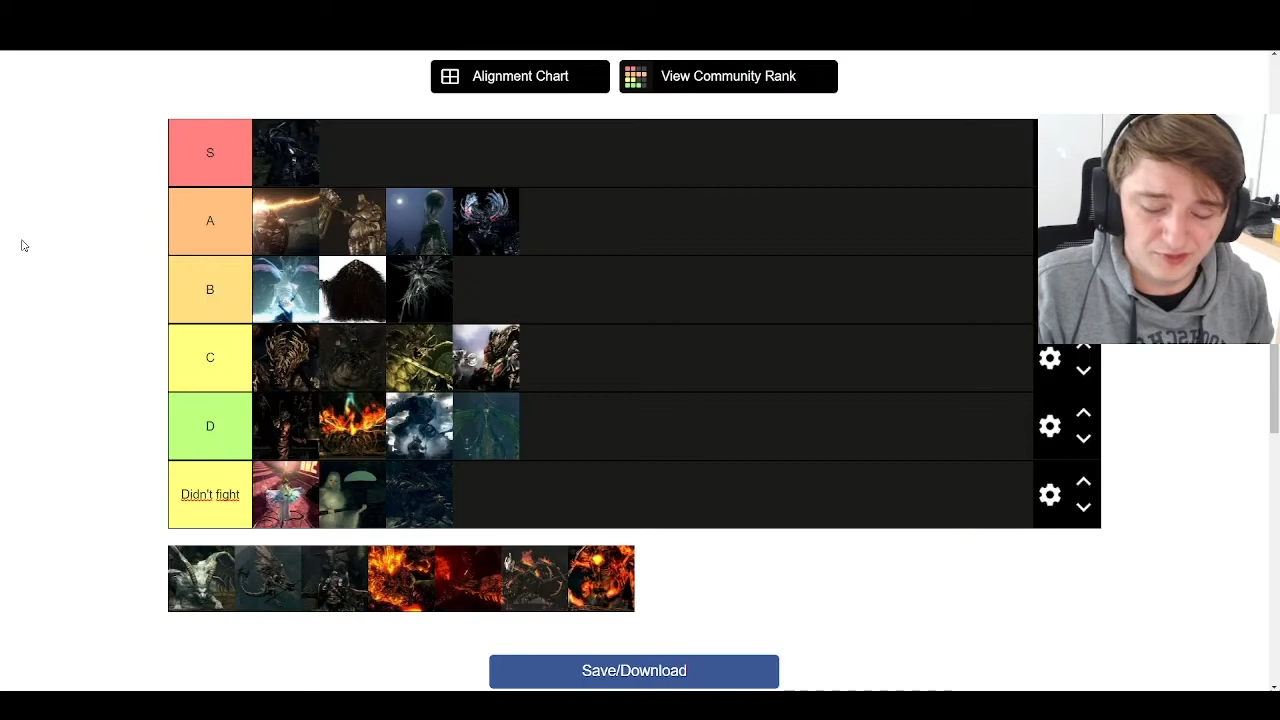 Alignment Chart
View Community Rank
S
A
B
C
D
Didn't fight
Save/Download